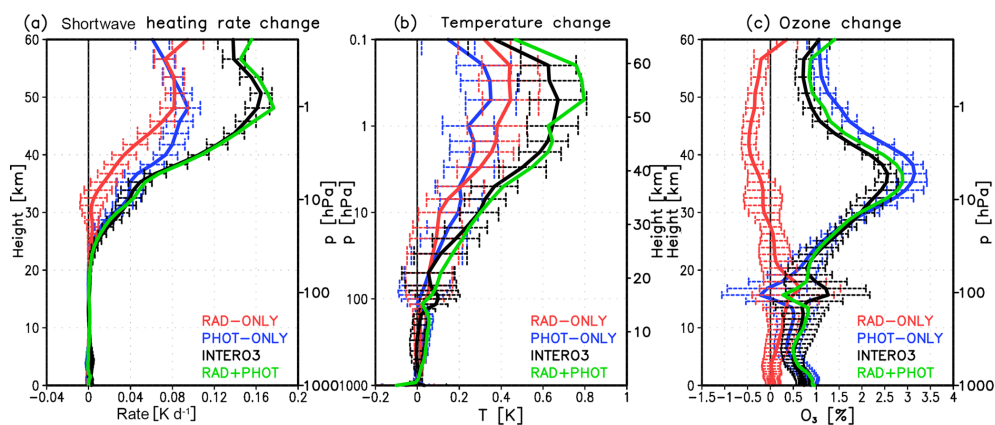 (a) Shortwave heating rate change
60
50
40
30
20
10
0
Height [km]
1
10
100
1000
p [hPa]
RAD-ONLY
PHOT-ONLY
INTERO3
RAD+PHOT
-0.04 0 0.04 0.08 0.12 0.16 0.2
Rate [K d-1]
(b) Temperature change
0.1
1
10
100
1000
p [hPa]
60
50
40
30
20
10
Height [km]
RAD-ONLY
PHOT-ONLY
INTERO3
RAD+PHOT
-0.2 0 0.2 0.4 0.6 0.8 1
T [K]
(c) Ozone change
60
50
40
30
20
10
0
Height [km]
1
10
100
1000
p [hPa]
RAD-ONLY
PHOT-ONLY
INTERO3
RAD+PHOT
-1.5 -1 -0.5 0 0.5 1 1.5 2 2.5 3 3.5 4
O₃ [%]